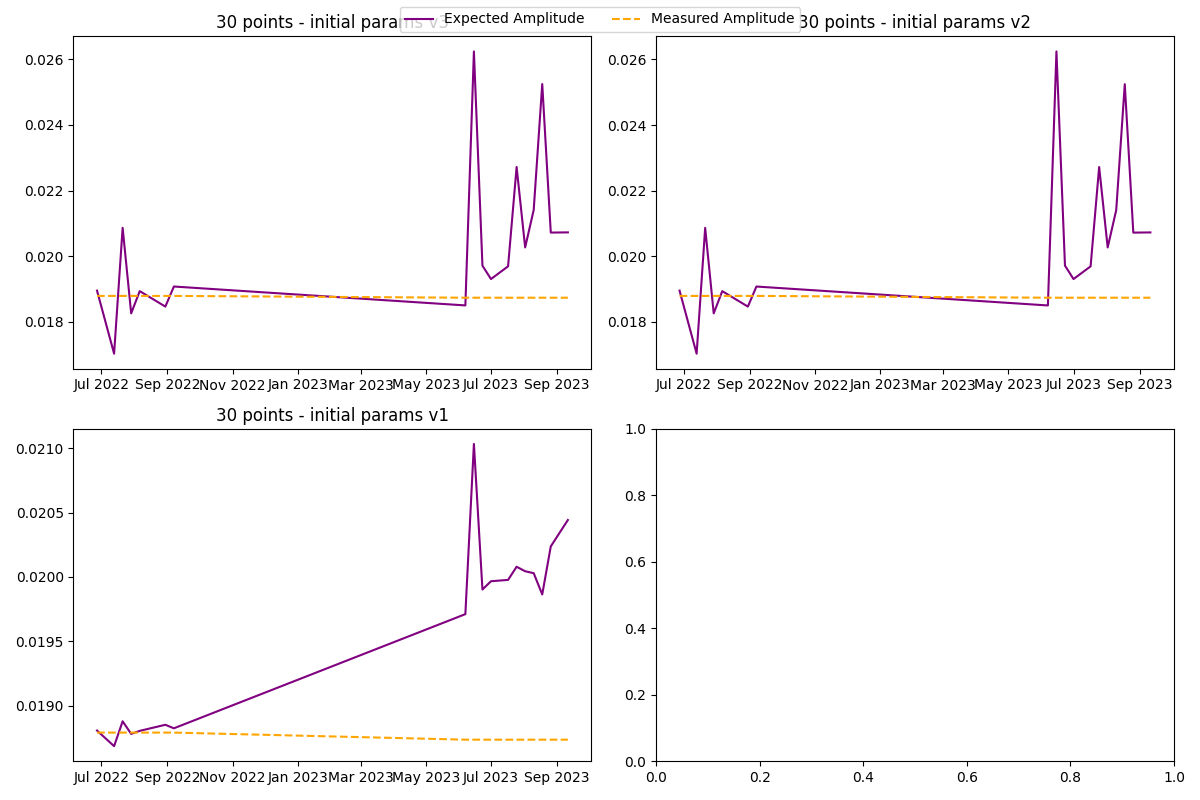 30 points - initial params v3
Expected Amplitude
Measured Amplitude
30 points - initial params v2
0.026
0.024
0.022
0.020
0.018
Jul 2022 Sep 2022 Nov 2022 Jan 2023 Mar 2023 May 2023 Jul 2023 Sep 2023
0.026
0.024
0.022
0.020
0.018
Jul 2022 Sep 2022 Nov 2022 Jan 2023 Mar 2023 May 2023 Jul 2023 Sep 2023
30 points - initial params v1
0.0210
0.0205
0.0200
0.0195
0.0190
Jul 2022 Sep 2022 Nov 2022 Jan 2023 Mar 2023 May 2023 Jul 2023 Sep 2023
1.0
0.8
0.6
0.4
0.2
0.0
0.0 0.2 0.4 0.6 0.8 1.0